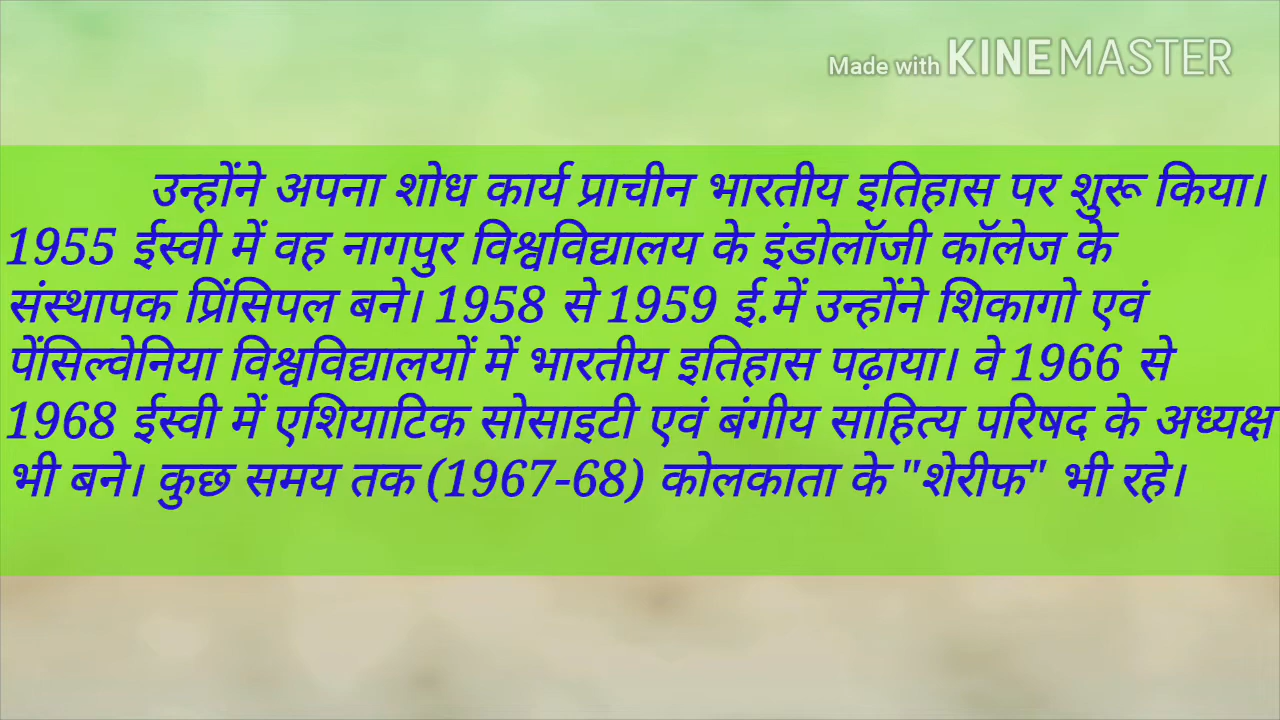 Made with KINEMASTER
उन्होंने अपना शोध कार्य प्राचीन भारतीय इतिहास पर शुरू किया।
1955 ईस्वी में वह नागपुर विश्वविद्यालय के इंडोलॉजी कॉलेज के
संस्थापक प्रिंसिपल बने। 1958 से 1959 ई.में उन्होंने शिकागो एवं
पेंसिल्वेनिया विश्वविद्यालयों में भारतीय इतिहास पढ़ाया। वे 1966 से
1968 ईस्वी में एशियाटिक सोसाइटी एवं बंगीय साहित्य परिषद के अध्यक्ष
भी बने। कुछ समय तक (1967-68) कोलकाता के "शेरीफ" भी रहे।